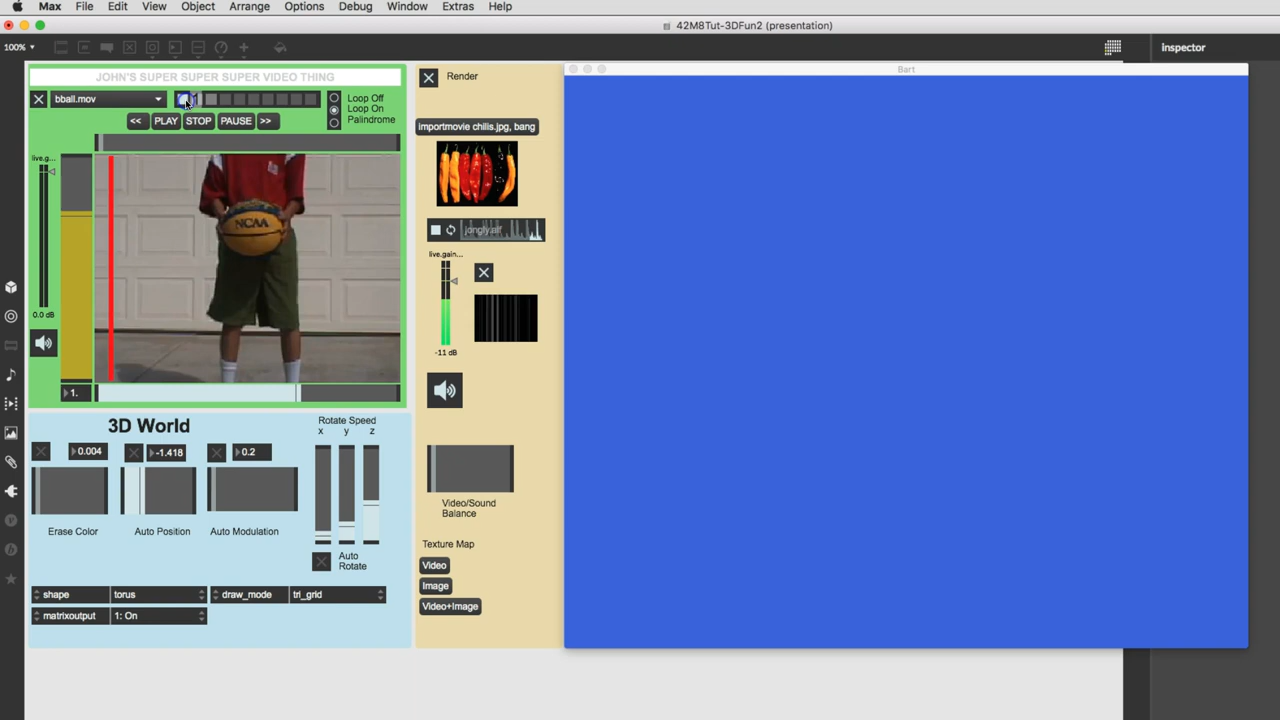 Max File Edit View Object Arrange Options Debug Window Extras Help
42M8Tut-3DFun2 (presentation)
100%
inspector
JOHN'S SUPER SUPER SUPER VIDEO THING
bball.mov
Loop Off
Loop On
Palindrome
<< PLAY STOP PAUSE >>
live.g...
NCAA
0.0 dB
1.
Render
importmovie chilis.jpg, bang
jongly.aif
live.gain...
-11 dB
Video/Sound
Balance
Texture Map
Video
Image
Video+Image
3D World
Rotate Speed
x y z
0.004
-1.418
0.2
Erase Color
Auto Position
Auto Modulation
Auto
Rotate
shape torus draw_mode tri_grid
matrixoutput 1: On
Bart